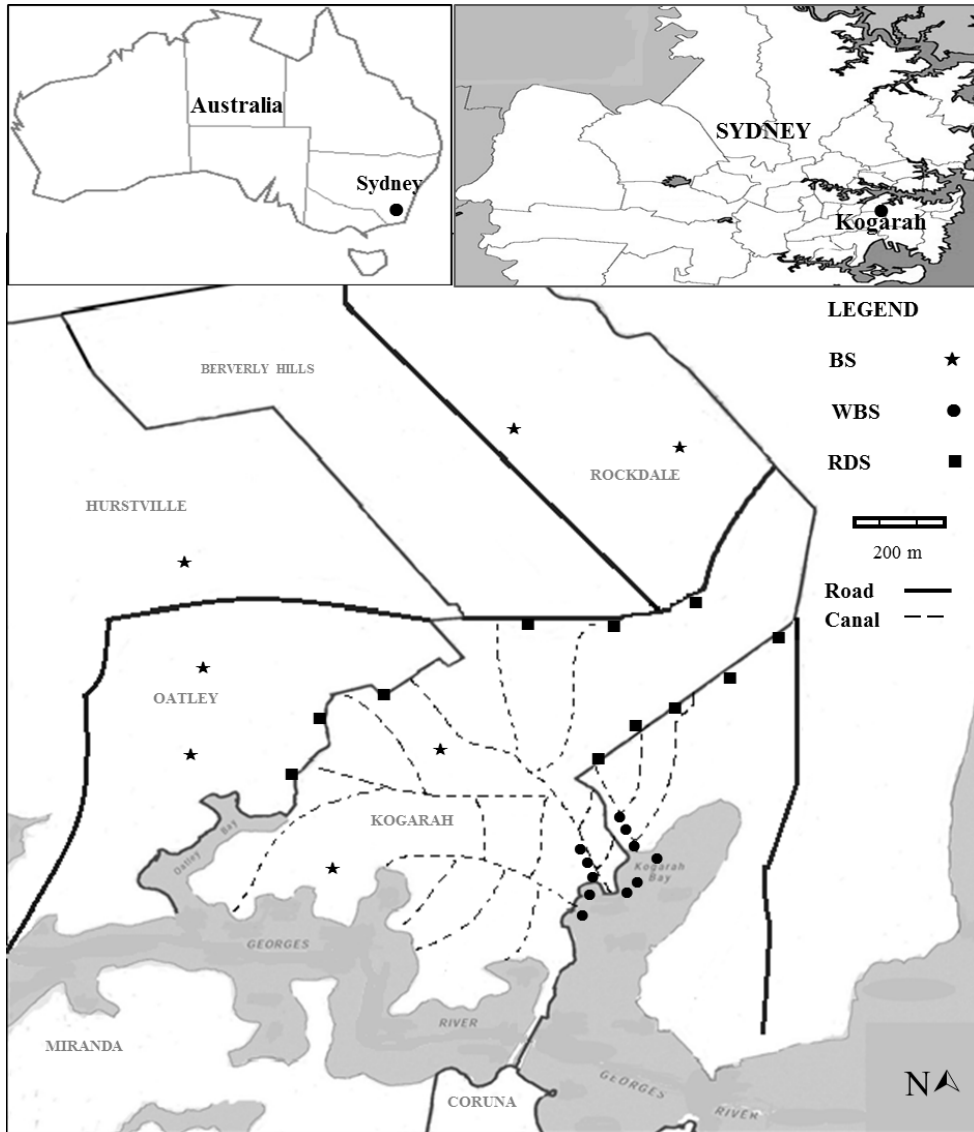 Australia
Sydney
SYDNEY
Kogarah
LEGEND
BS
WBS
RDS
200 m
Road
Canal
BERVERLY HILLS
ROCKDALE
HURSTVILLE
OATLEY
KOGARAH
Oatley Bay
Kogarah
Bay
GEORGES
RIVER
MIRANDA
CORUNA
GEORGES
RIVER
N